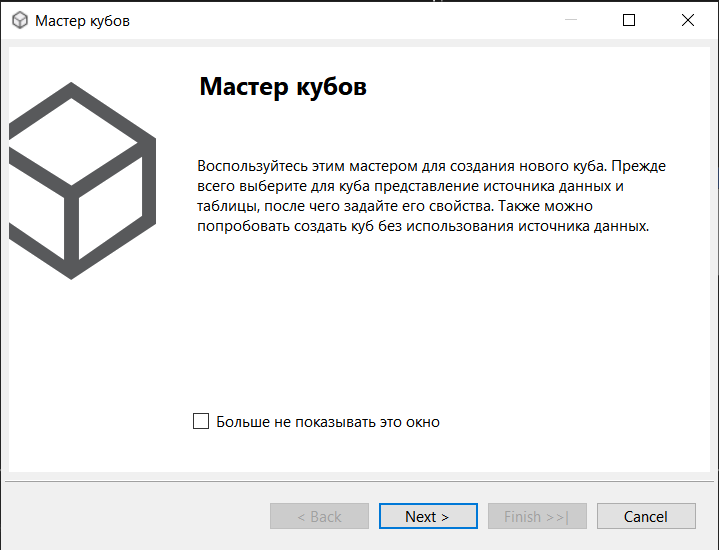 Мастер кубов
Мастер кубов
Воспользуйтесь этим мастером для создания нового куба. Прежде
всего выберите для куба представление источника данных и
таблицы, после чего задайте его свойства. Также можно
попробовать создать куб без использования источника данных.
Больше не показывать это окно
< Back
Next >
Finish >>|
Cancel